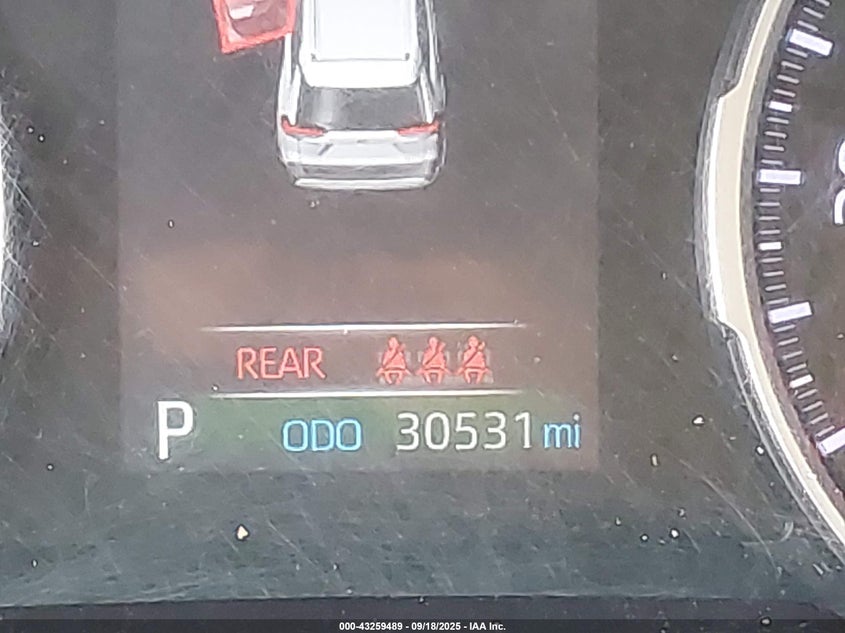 REAR
P ODO 30531 mi
000-43259489 - 09/18/2025 - IAA Inc.